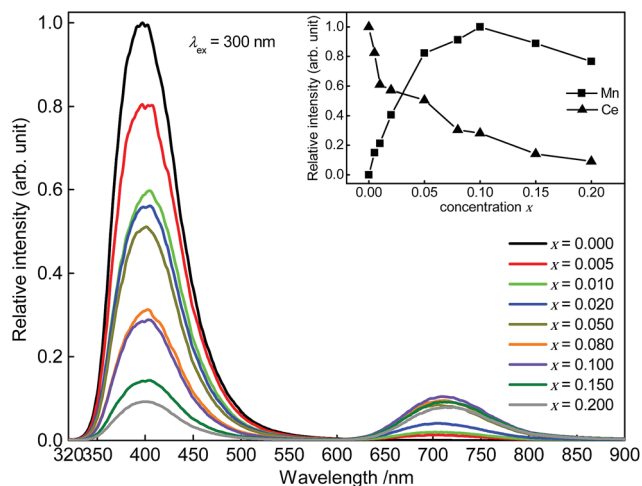 λex = 300 nm
Relative intensity (arb. unit)
1.0
0.8
0.6
0.4
0.2
0.0
320 350 400 450 500 550 600 650 700 750 800 850 900
Wavelength /nm
Relative intensity (arb. unit)
1.0
0.8
0.6
0.4
0.2
0.0
0.00 0.05 0.10 0.15 0.20
concentration x
Mn
Ce
x = 0.000
x = 0.005
x = 0.010
x = 0.020
x = 0.050
x = 0.080
x = 0.100
x = 0.150
x = 0.200